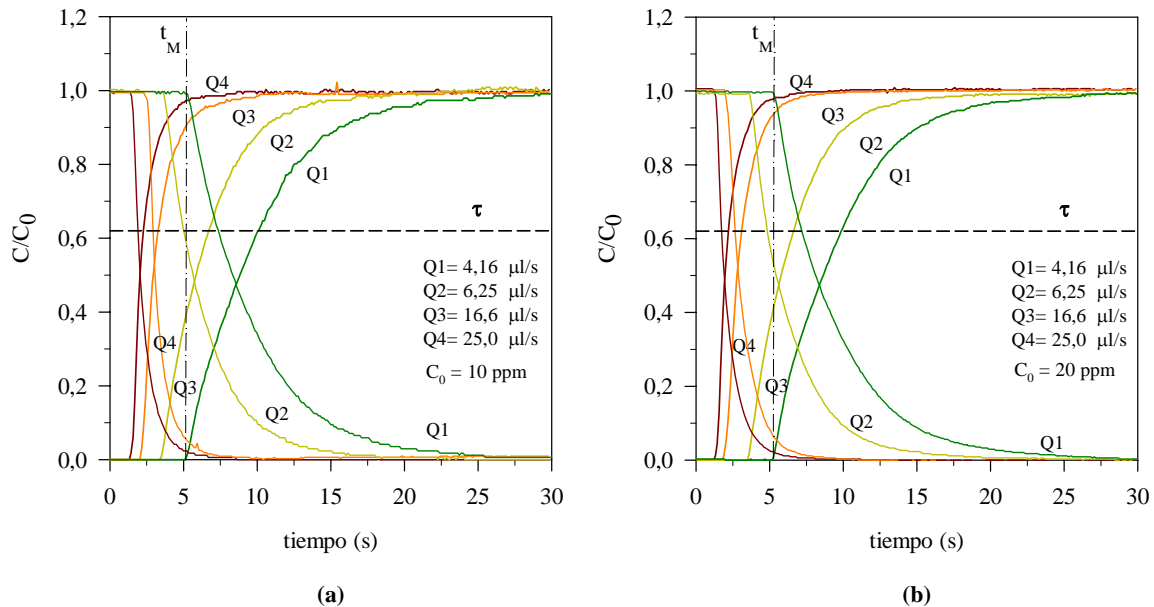 1,2
1,0
0,8
0,6
0,4
0,2
0,0
C/C₀
t_M
Q4
Q3
Q2
Q1
τ
Q1= 4,16 µl/s
Q2= 6,25 µl/s
Q3= 16,6 µl/s
Q4= 25,0 µl/s
C₀ = 10 ppm
Q4
Q3
Q2
Q1
0 5 10 15 20 25 30
tiempo (s)
(a)
1,2
1,0
0,8
0,6
0,4
0,2
0,0
C/C₀
t_M
Q4
Q3
Q2
Q1
τ
Q1= 4,16 µl/s
Q2= 6,25 µl/s
Q3= 16,6 µl/s
Q4= 25,0 µl/s
C₀ = 20 ppm
Q4
Q3
Q2
Q1
0 5 10 15 20 25 30
tiempo (s)
(b)